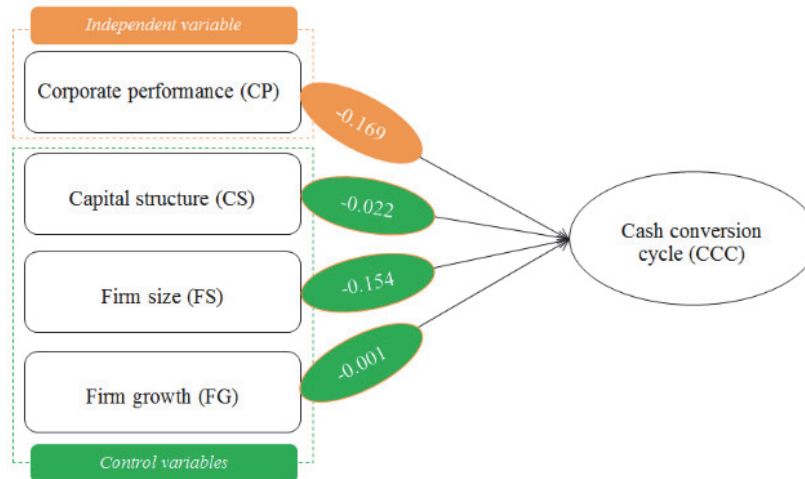 Independent variable
Corporate performance (CP)
-0.169
Capital structure (CS)
-0.022
Firm size (FS)
-0.154
Firm growth (FG)
-0.001
Control variables
Cash conversion
cycle (CCC)